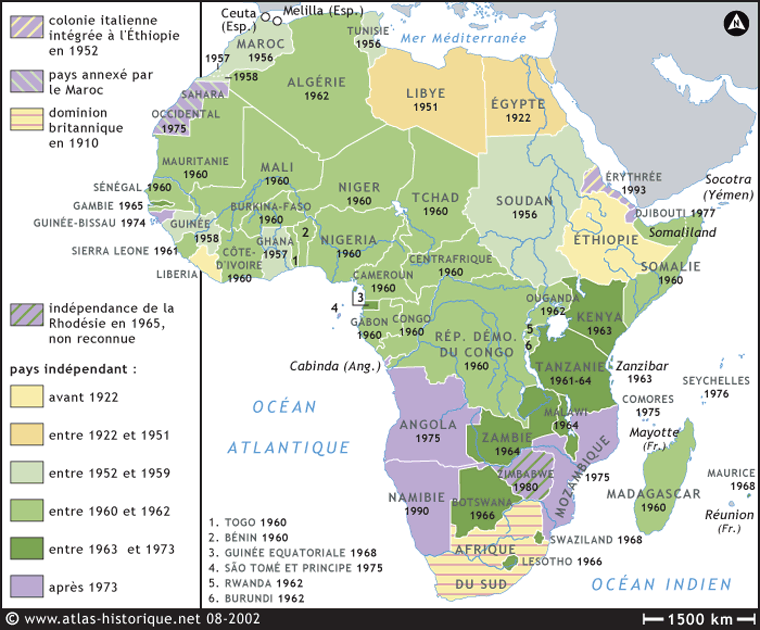 colonie italienne
intégrée à l'Éthiopie
en 1952
pays annexé par
le Maroc
dominion
britannique
en 1910
indépendance de la
Rhodésie en 1965,
non reconnue
pays indépendant :
avant 1922
entre 1922 et 1951
entre 1952 et 1959
entre 1960 et 1962
entre 1963 et 1973
après 1973
Ceuta
(Esp.)
Melilla (Esp.)
N
Mer Méditerranée
TUNISIE
1956
MAROC
1956
1957
1958
ALGÉRIE
1962
LIBYE
1951
ÉGYPTE
1922
SAHARA
OCCIDENTAL
1975
MAURITANIE
1960
MALI
1960
NIGER
1960
TCHAD
1960
SOUDAN
1956
ÉRYTHRÉE
1993
Socotra
(Yémen)
DJIBOUTI 1977
Somaliland
SÉNÉGAL 1960
GAMBIE 1965
GUINÉE-BISSAU 1974
GUINÉE
1958
SIERRA LEONE 1961
LIBERIA
BURKINA-FASO
1960
CÔTE-
D'IVOIRE
1960
GHANA
1957
1
2
NIGERIA
1960
CENTRAFRIQUE
1960
ÉTHIOPIE
SOMALIE
1960
CAMEROUN
1960
3
4
GABON
1960
CONGO
1960
RÉP. DÉMO.
DU CONGO
1960
OUGANDA
1962
KENYA
1963
5
6
TANZANIE
1961-64
Zanzibar
1963
SEYCHELLES
1976
Cabinda (Ang.)
COMORES
1975
Mayotte
(Fr.)
OCÉAN
ATLANTIQUE
ANGOLA
1975
ZAMBIE
1964
MALAWI
1964
MOZAMBIQUE
1975
ZIMBABWE
1980
MADAGASCAR
1960
MAURICE
1968
Réunion
(Fr.)
NAMIBIE
1990
BOTSWANA
1966
SWAZILAND 1968
LESOTHO 1966
AFRIQUE
DU SUD
OCÉAN INDIEN
1. TOGO 1960
2. BÉNIN 1960
3. GUINÉE EQUATORIALE 1968
4. SÃO TOMÉ ET PRINCIPE 1975
5. RWANDA 1962
6. BURUNDI 1962
© www.atlas-historique.net 08-2002
1500 km